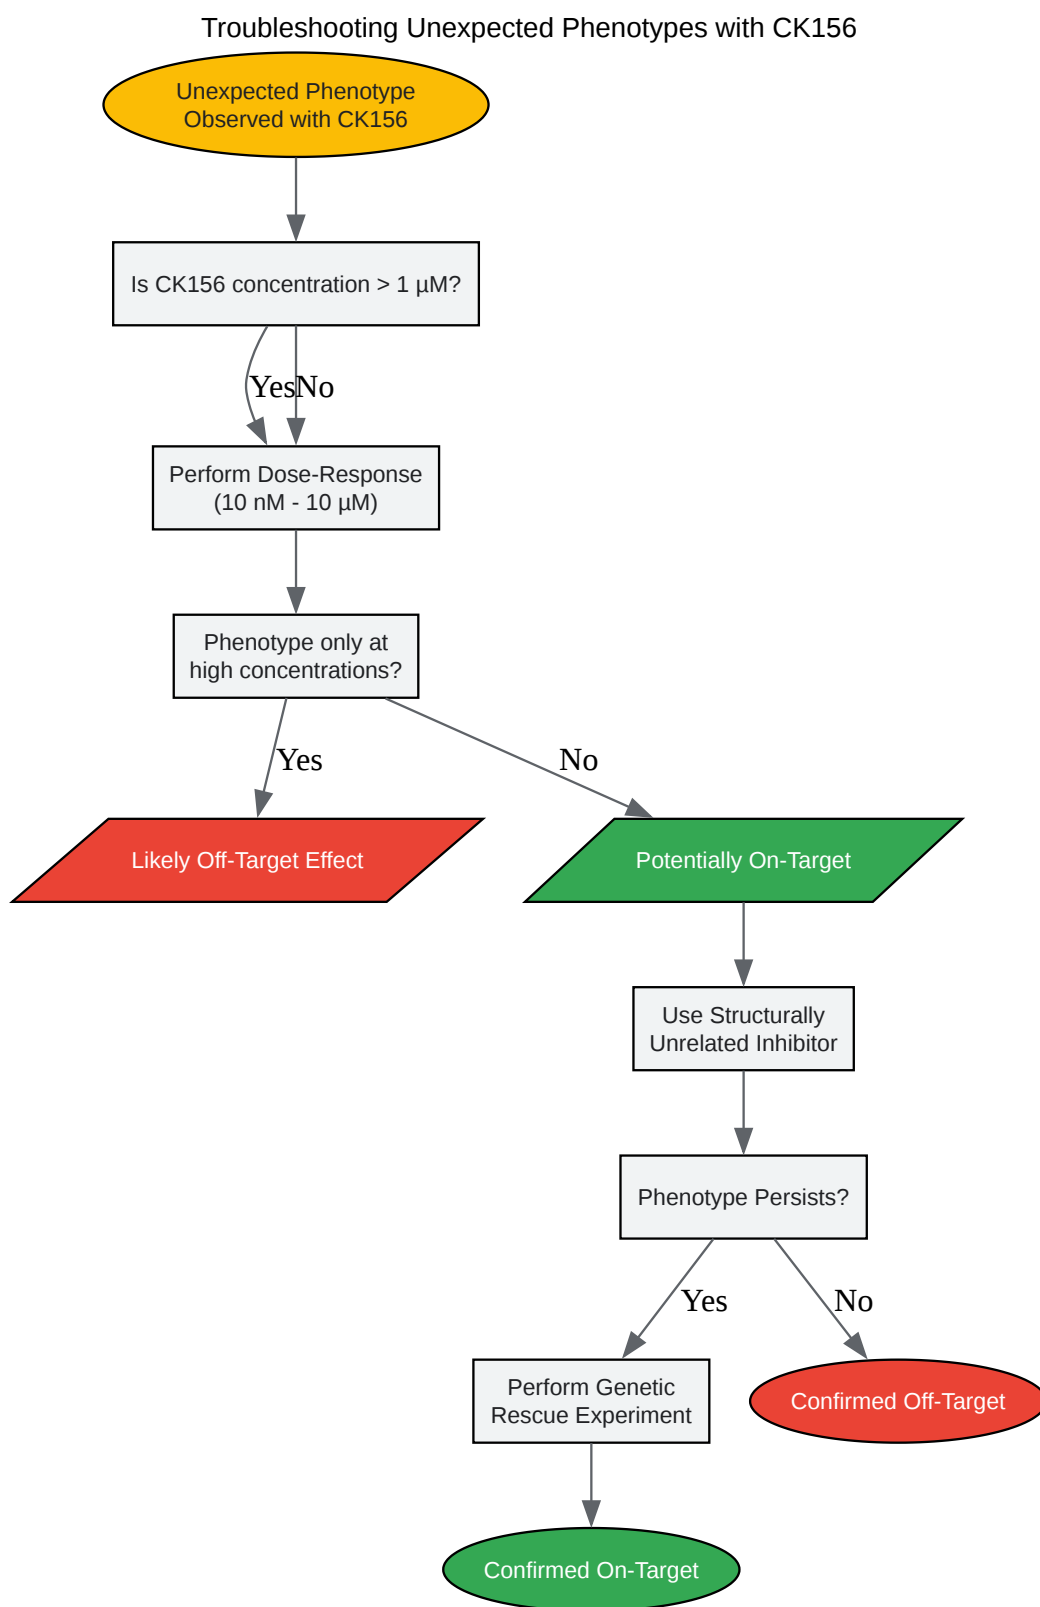 Troubleshooting Unexpected Phenotypes with CK156
Unexpected Phenotype
Observed with CK156
Is CK156 concentration > 1 µM?
Yes
No
Perform Dose-Response
(10 nM - 10 µM)
Phenotype only at
high concentrations?
Yes
No
Likely Off-Target Effect
Potentially On-Target
Use Structurally
Unrelated Inhibitor
Phenotype Persists?
Yes
No
Perform Genetic
Rescue Experiment
Confirmed Off-Target
Confirmed On-Target